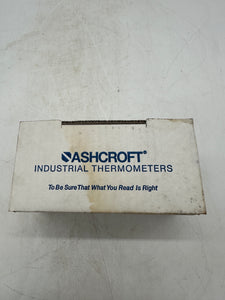 ASHCROFT®
INDUSTRIAL THERMOMETERS
To Be Sure That What You Read Is Right